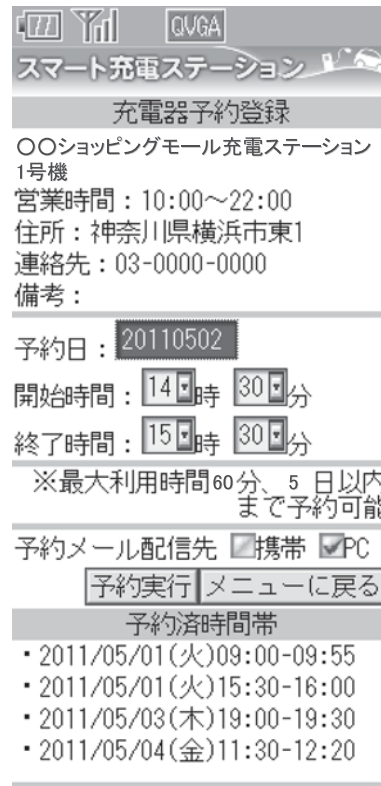 QVGA
スマート充電ステーション
充電器予約登録
〇〇ショッピングモール充電ステーション
1号機
営業時間：10:00～22:00
住所：神奈川県横浜市東1
連絡先：03-0000-0000
備考：
予約日：20110502
開始時間：14時 30分
終了時間：15時 30分
※最大利用時間60分、5 日以内
まで予約可能
予約メール配信先 携帯 PC
予約実行 メニューに戻る
予約済時間帯
・2011/05/01(火)09:00-09:55
・2011/05/01(火)15:30-16:00
・2011/05/03(木)19:00-19:30
・2011/05/04(金)11:30-12:20